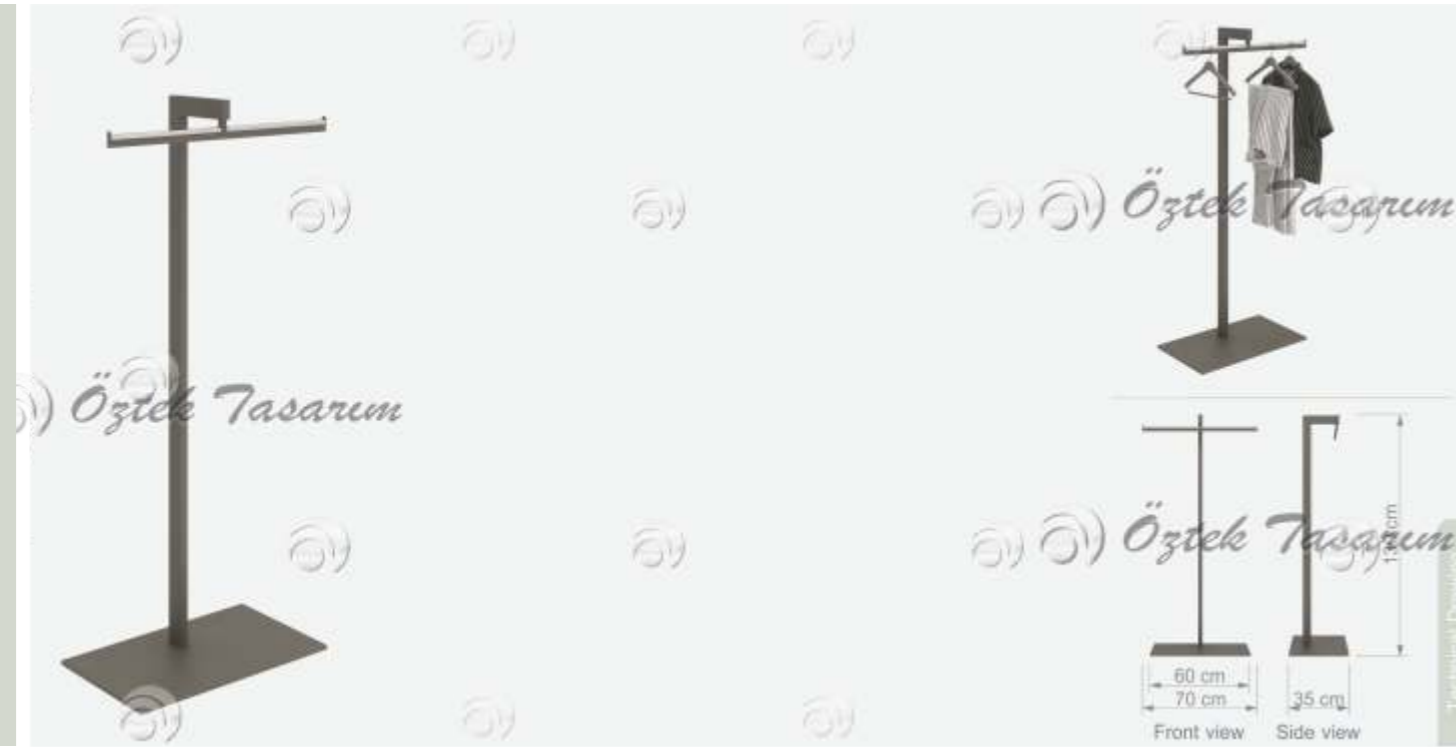 Öztek Tasarım
Öztek Tasarım
Öztek Tasarım
60 cm
70 cm
35 cm
Front view
Side view